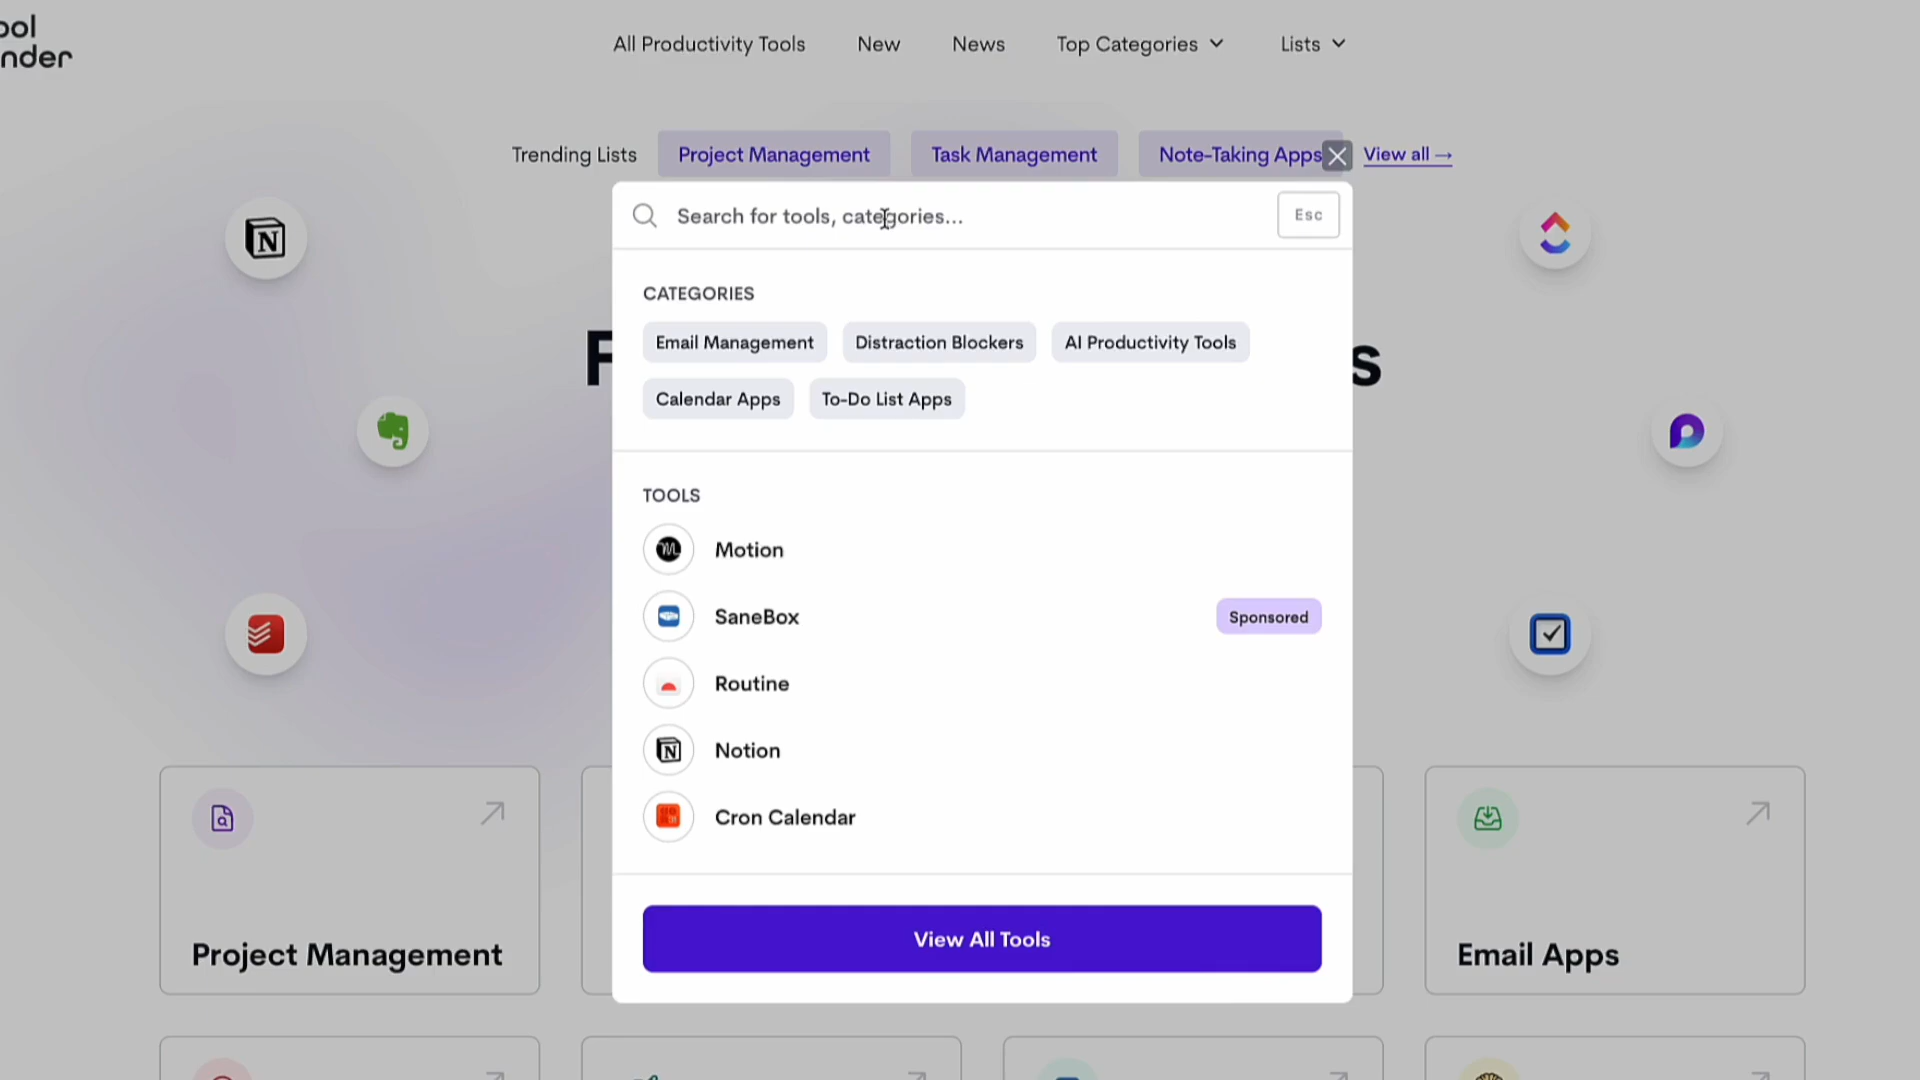 ool
nder
All Productivity Tools
New
News
Top Categories
Lists
Trending Lists
Project Management
Task Management
Note-Taking Apps
View all →
Search for tools, categories...
Esc
CATEGORIES
Email Management
Distraction Blockers
AI Productivity Tools
Calendar Apps
To-Do List Apps
F
s
TOOLS
Motion
SaneBox
Sponsored
Routine
Notion
Cron Calendar
View All Tools
Project Management
Email Apps